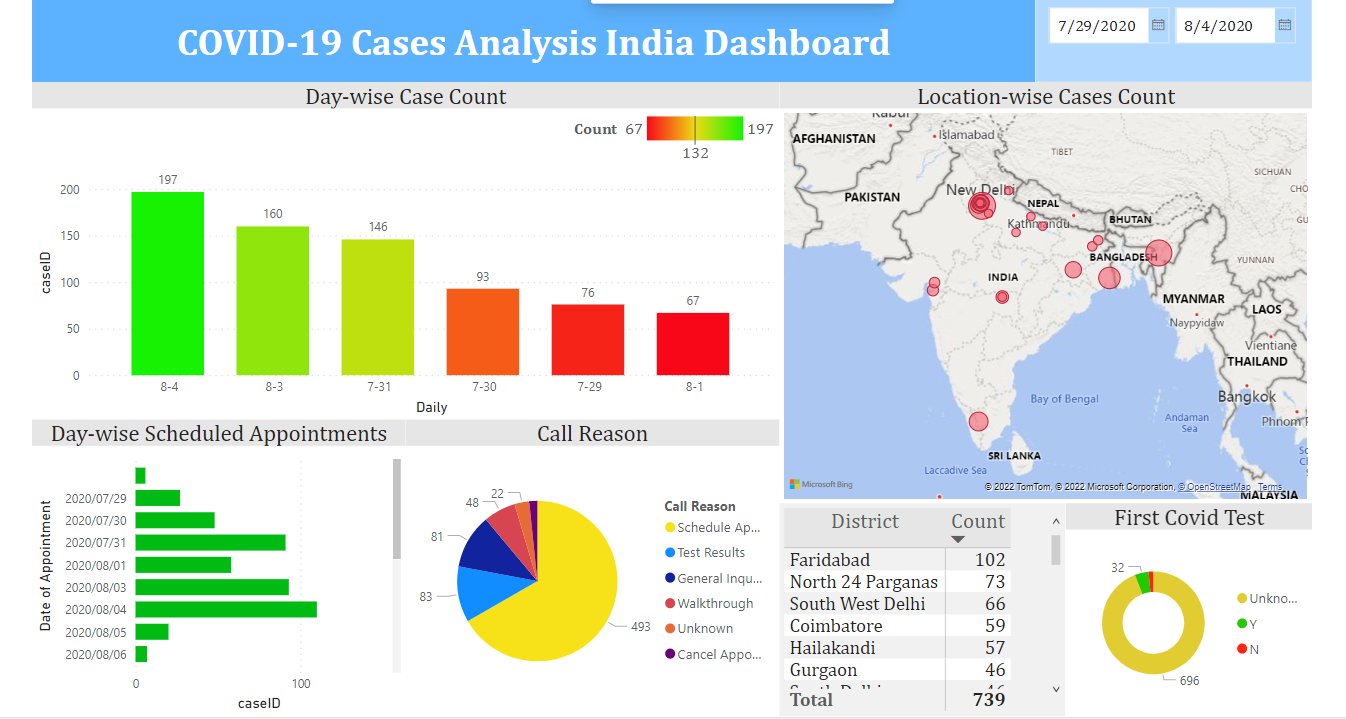 COVID-19 Cases Analysis India Dashboard
7/29/2020
8/4/2020
Day-wise Case Count
Count 67
197
132
200
150
100
50
0
caseID
197
160
146
93
76
67
8-4
8-3
7-31
7-30
7-29
8-1
Daily
Location-wise Cases Count
Kabul
AFGHANISTAN
Islamabad
TIBET
SICHUAN
PAKISTAN
New Delhi
NEPAL
Kathmandu
BHUTAN
BANGLADESH
YUNNAN
INDIA
MYANMAR
LAOS
Naypyidaw
Vientiane
THAILAND
Bangkok
Bay of Bengal
Andaman
Sea
Phnom
SRI LANKA
Laccadive Sea
Microsoft Bing
© 2022 TomTom, © 2022 Microsoft Corporation, © OpenStreetMap Terms
MALAYSIA
Day-wise Scheduled Appointments
Date of Appointment
2020/07/29
2020/07/30
2020/07/31
2020/08/01
2020/08/03
2020/08/04
2020/08/05
2020/08/06
0
100
caseID
Call Reason
22
48
81
83
493
Call Reason
Schedule Ap...
Test Results
General Inqu...
Walkthrough
Unknown
Cancel Appo...
District Count
Faridabad 102
North 24 Parganas 73
South West Delhi 66
Coimbatore 59
Hailakandi 57
Gurgaon 46
South Delhi 46
Total 739
First Covid Test
32
696
Unkno...
Y
N